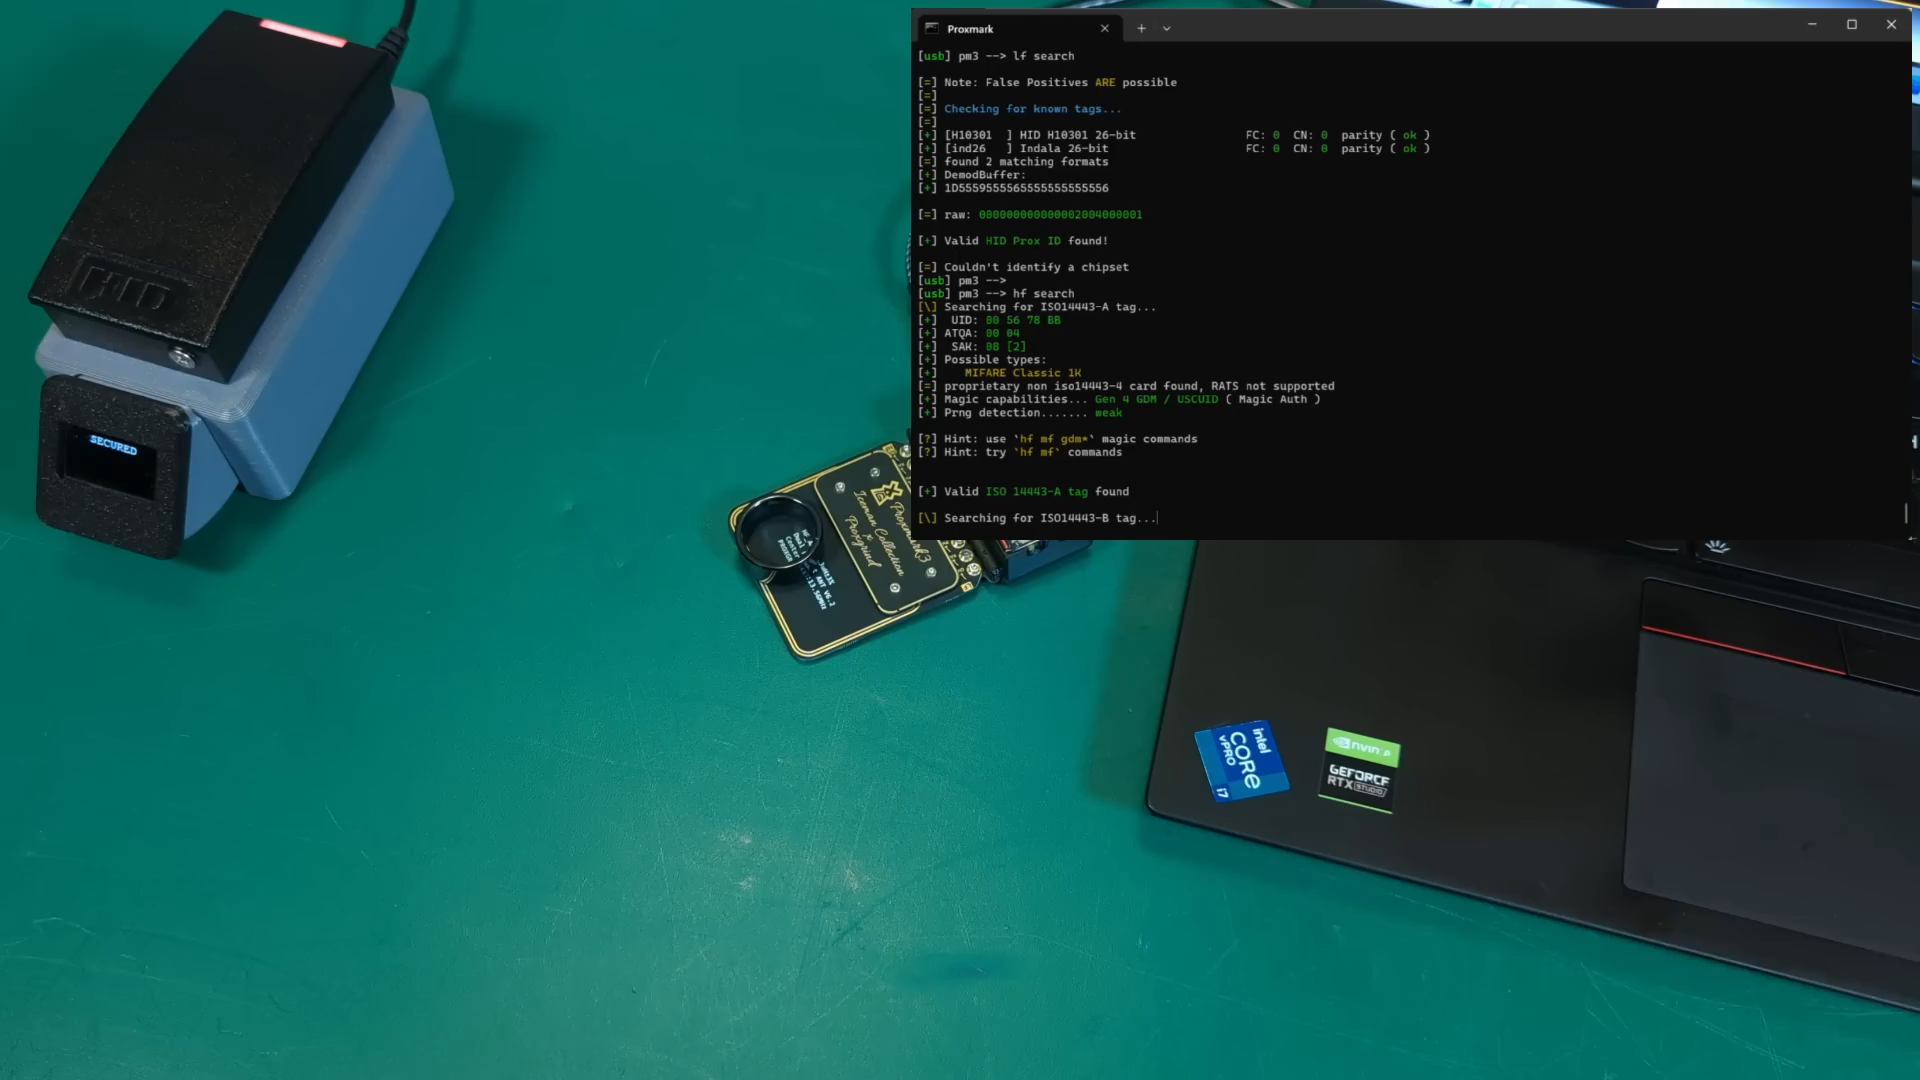 Proxmark
[usb] pm3 --> lf search
[=] Note: False Positives ARE possible
[=]
[=] Checking for known tags...
[=]
[+] [H10301  ] HID H10301 26-bit                FC: 0  CN: 0  parity ( ok )
[+] [ind26   ] Indala 26-bit                    FC: 0  CN: 0  parity ( ok )
[=] found 2 matching formats
[+] DemodBuffer:
[+] 1D5559555565555555555556
[=] raw: 000000000000002004000001
[+] Valid HID Prox ID found!
[=] Couldn't identify a chipset
[usb] pm3 -->
[usb] pm3 --> hf search
[\] Searching for ISO14443-A tag...
[+]  UID: 00 56 78 BB
[+] ATQA: 00 04
[+]  SAK: 08 [2]
[+] Possible types:
[+]    MIFARE Classic 1K
[=] proprietary non iso14443-4 card found, RATS not supported
[+] Magic capabilities... Gen 4 GDM / USCUID ( Magic Auth )
[+] Prng detection....... weak
[?] Hint: use `hf mf gdm*` magic commands
[?] Hint: try `hf mf` commands
[+] Valid ISO 14443-A tag found
[\] Searching for ISO14443-B tag...
HID
SECURED
Proxmark3
Iceman Collection
x
Proxgrind
intel
CORE
vPRO
i7
GEFORCE
RTX STUDIO